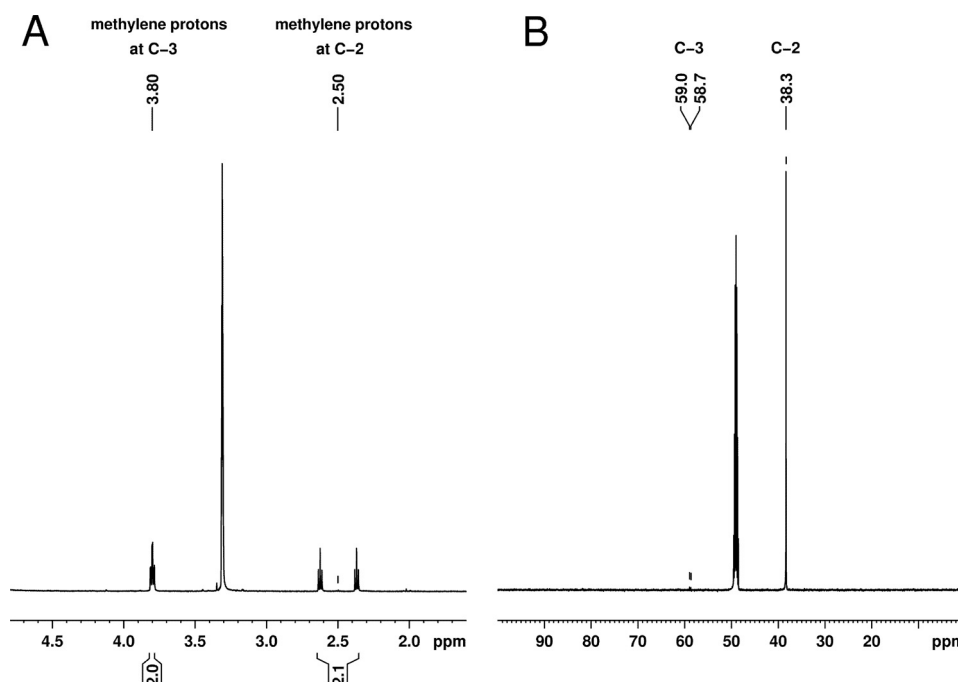 A
methylene protons
at C-3
methylene protons
at C-2
3.80
2.50
4.5 4.0 3.5 3.0 2.5 2.0 ppm
2.0
2.1
B
C-3
C-2
59.0
58.7
38.3
90 80 70 60 50 40 30 20 ppm